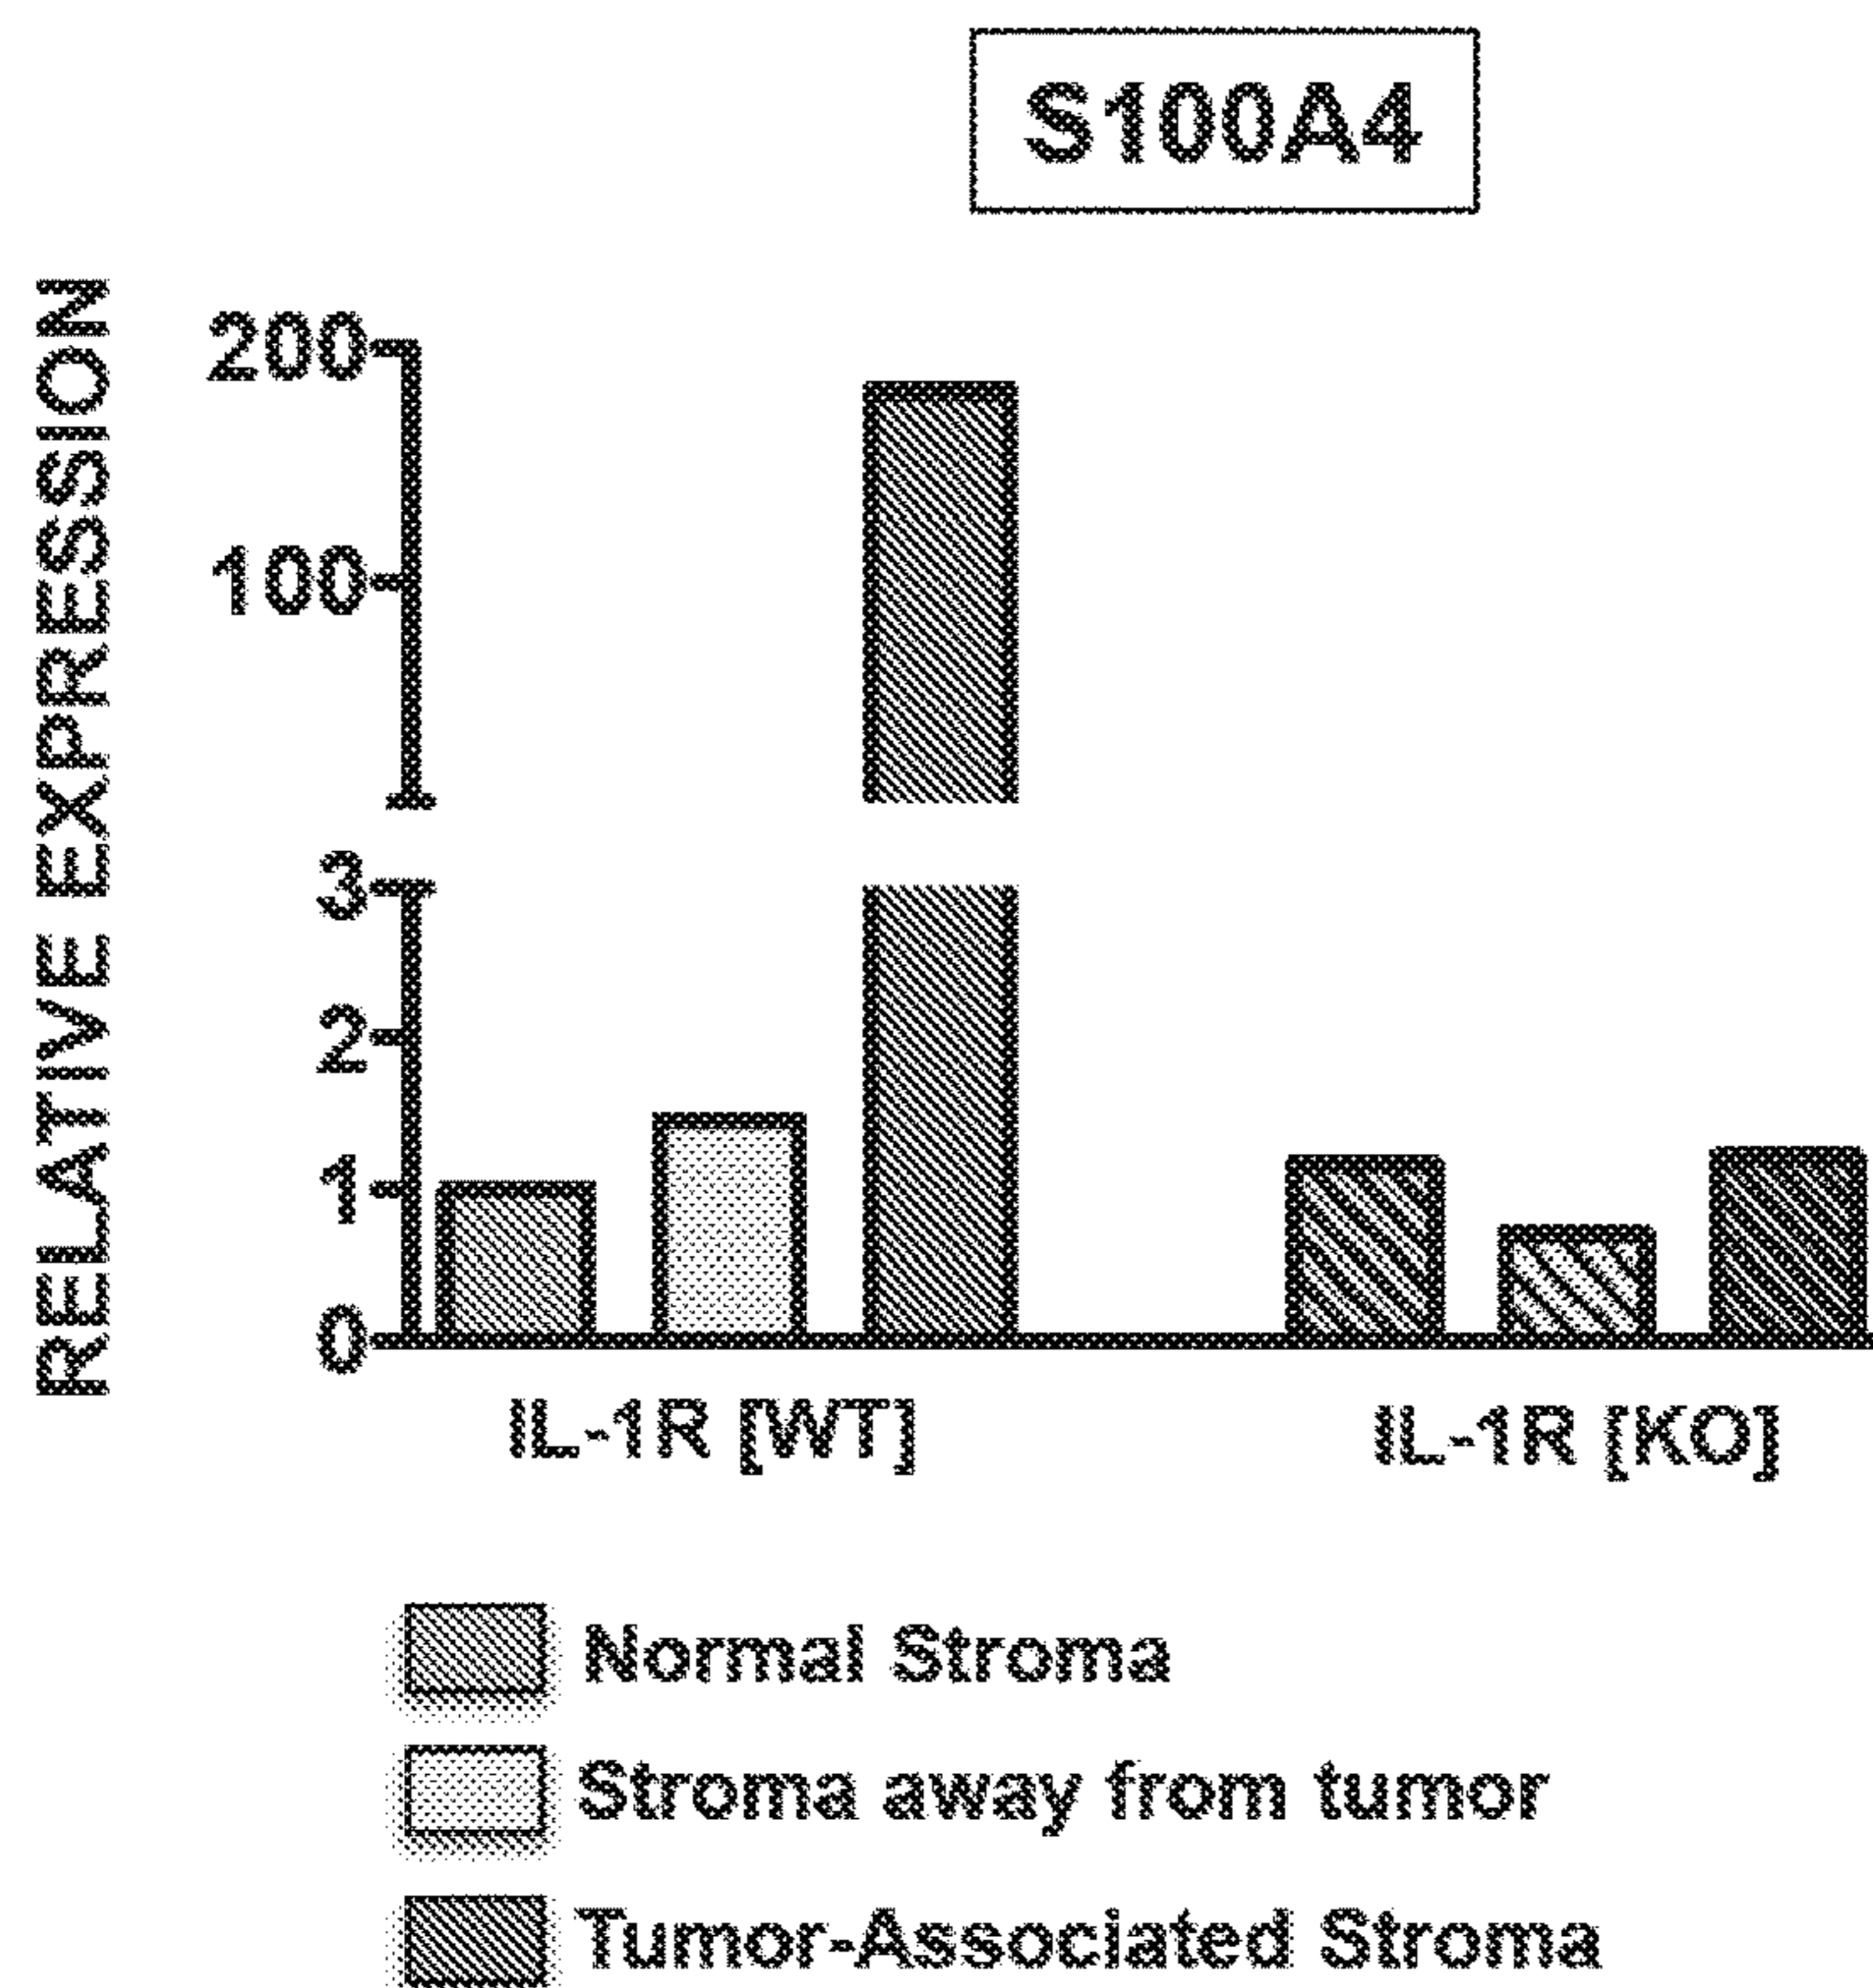 S100A4
RELATIVE EXPRESSION
200
100
3
2
1
0
IL-1R [WT]
IL-1R [KO]
Normal Stroma
Stroma away from tumor
Tumor-Associated Stroma